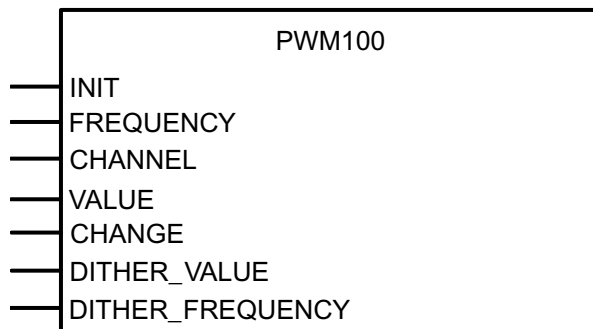 PWM100
INIT
FREQUENCY
CHANNEL
VALUE
CHANGE
DITHER_VALUE
DITHER_FREQUENCY